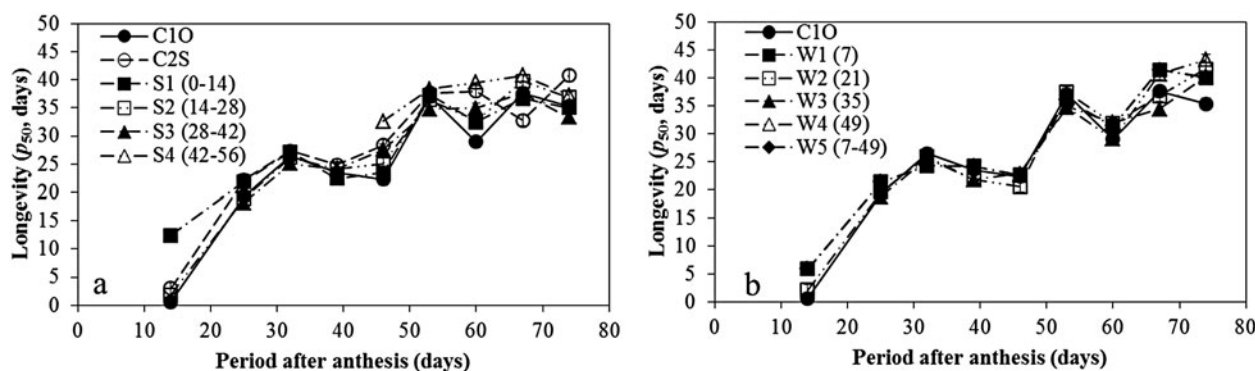 50
45
40
35
30
25
20
15
10
5
0
Longevity (p50, days)
C1O
C2S
S1 (0-14)
S2 (14-28)
S3 (28-42)
S4 (42-56)
a
0 10 20 30 40 50 60 70 80
Period after anthesis (days)
50
45
40
35
30
25
20
15
10
5
0
Longevity (p50, days)
C1O
W1 (7)
W2 (21)
W3 (35)
W4 (49)
W5 (7-49)
b
0 10 20 30 40 50 60 70 80
Period after anthesis (days)